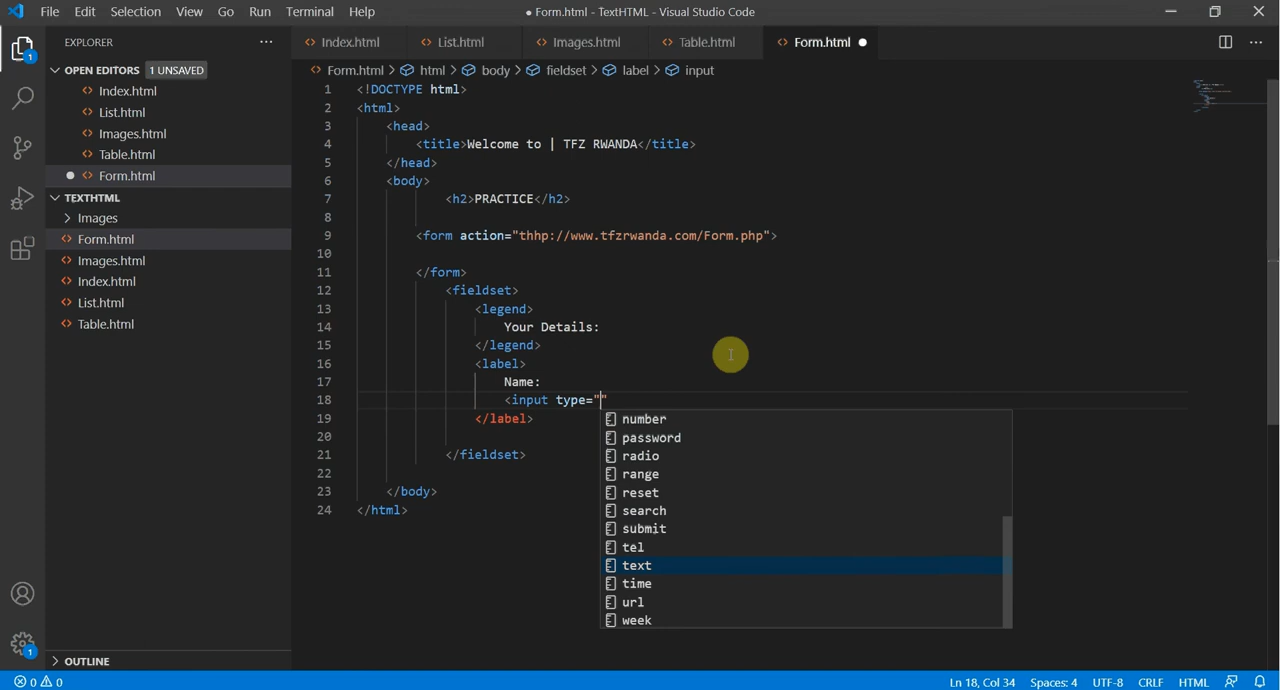 File Edit Selection View Go Run Terminal Help
● Form.html - TextHTML - Visual Studio Code
1
EXPLORER
OPEN EDITORS 1 UNSAVED
Index.html
List.html
Images.html
Table.html
Form.html
TEXTHTML
Images
Form.html
Images.html
Index.html
List.html
Table.html
OUTLINE
1
Index.html List.html Images.html Table.html Form.html
Form.html > html > body > fieldset > label > input
1 <!DOCTYPE html>
2 <html>
3 <head>
4 <title>Welcome to | TFZ RWANDA</title>
5 </head>
6 <body>
7 <h2>PRACTICE</h2>
8
9 <form action="thhp://www.tfzrwanda.com/Form.php">
10
11 </form>
12 <fieldset>
13 <legend>
14 Your Details:
15 </legend>
16 <label>
17 Name:
18 <input type=""
19 </label>
20
21 </fieldset>
22
23 </body>
24 </html>
number
password
radio
range
reset
search
submit
tel
text
time
url
week
0 0 Ln 18, Col 34 Spaces: 4 UTF-8 CRLF HTML